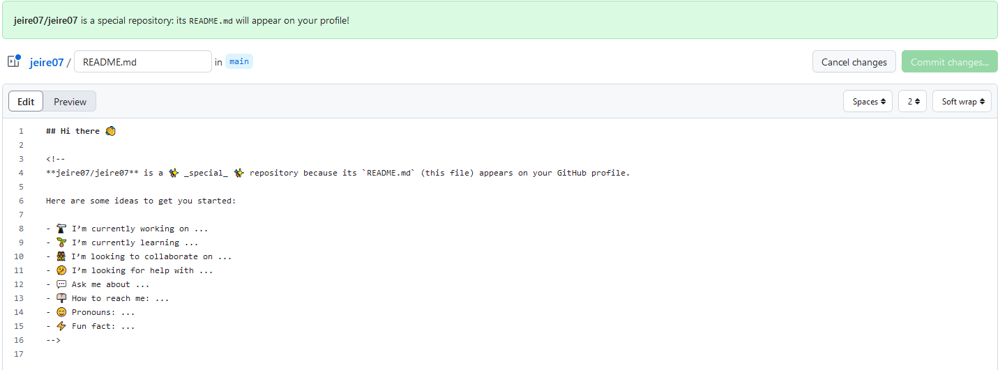 jeire07/jeire07 is a special repository: its README.md will appear on your profile!
jeire07 / README.md in main Cancel changes Commit changes...
Edit Preview Spaces 2 Soft wrap
1 ## Hi there 👋
2
3 <!--
4 **jeire07/jeire07** is a ✨ _special_ ✨ repository because its `README.md` (this file) appears on your GitHub profile.
5
6 Here are some ideas to get you started:
7
8 - 🔭 I’m currently working on ...
9 - 🌱 I’m currently learning ...
10 - 👯 I’m looking to collaborate on ...
11 - 🤔 I’m looking for help with ...
12 - 💬 Ask me about ...
13 - 📫 How to reach me: ...
14 - 😄 Pronouns: ...
15 - ⚡ Fun fact: ...
16 -->
17